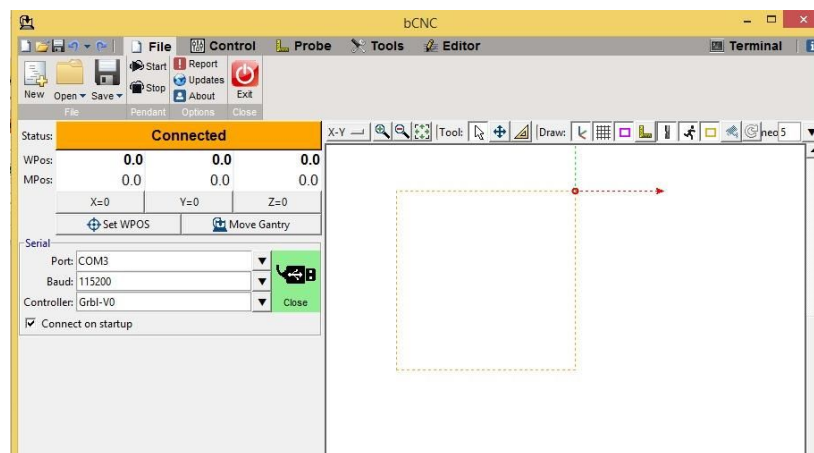 bCNC
File Control Probe Tools Editor Terminal
New Open Save Start Stop Report Updates About Exit
File Pendant Options Close
Status: Connected
X-Y Tool: Draw: 5
WPos: 0.0 0.0 0.0
MPos: 0.0 0.0 0.0
X=0 Y=0 Z=0
Set WPOS Move Gantry
Serial
Port: COM3
Baud: 115200
Controller: Grbl-V0
Close
Connect on startup